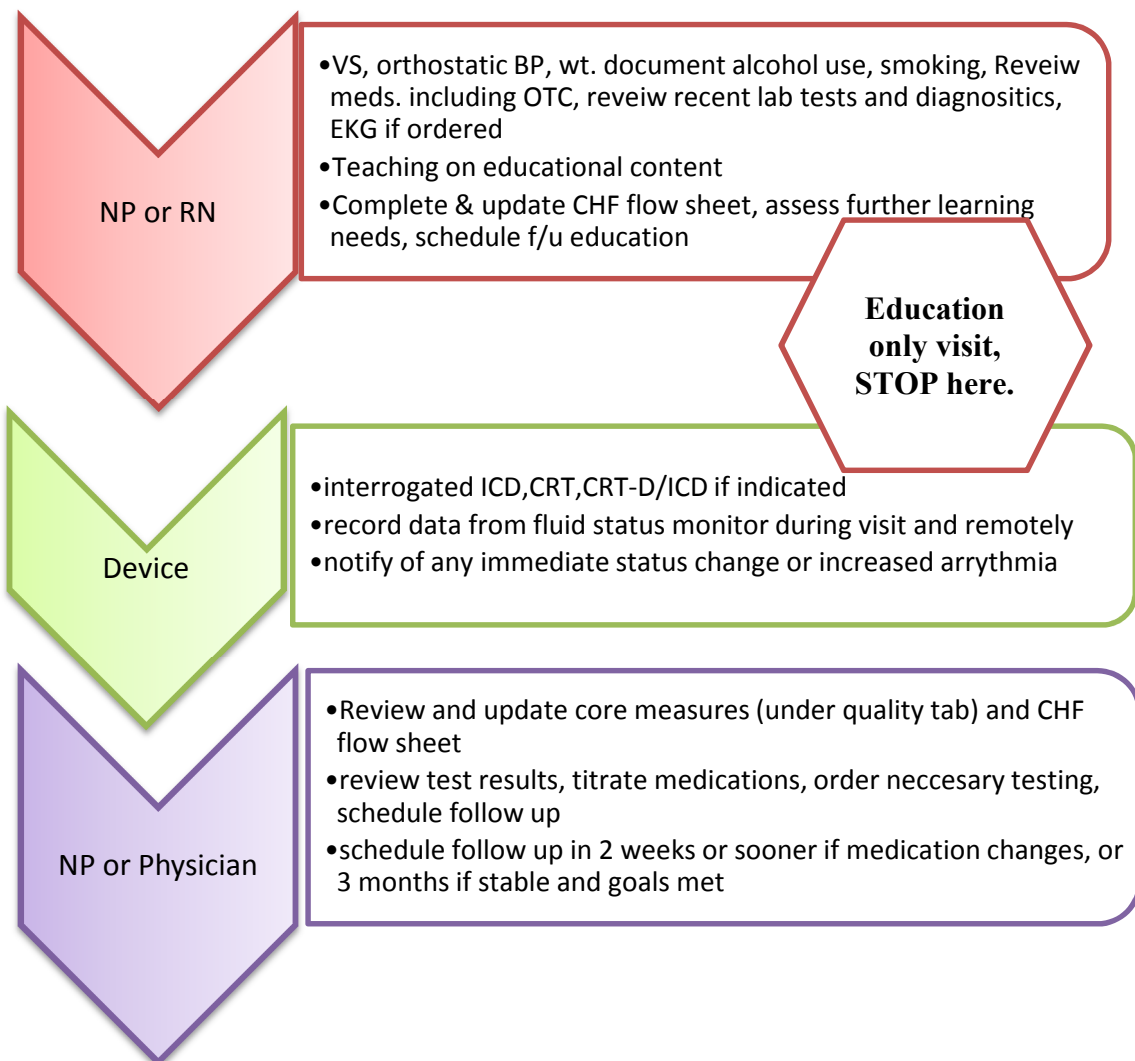 NP or RN
•VS, orthostatic BP, wt. document alcohol use, smoking, Reveiw
meds. including OTC, reveiw recent lab tests and diagnositics,
EKG if ordered
•Teaching on educational content
•Complete & update CHF flow sheet, assess further learning
needs, schedule f/u education
Education
only visit,
STOP here.
Device
•interrogated ICD,CRT,CRT-D/ICD if indicated
•record data from fluid status monitor during visit and remotely
•notify of any immediate status change or increased arrythmia
NP or Physician
•Review and update core measures (under quality tab) and CHF
flow sheet
•review test results, titrate medications, order neccesary testing,
schedule follow up
•schedule follow up in 2 weeks or sooner if medication changes, or
3 months if stable and goals met